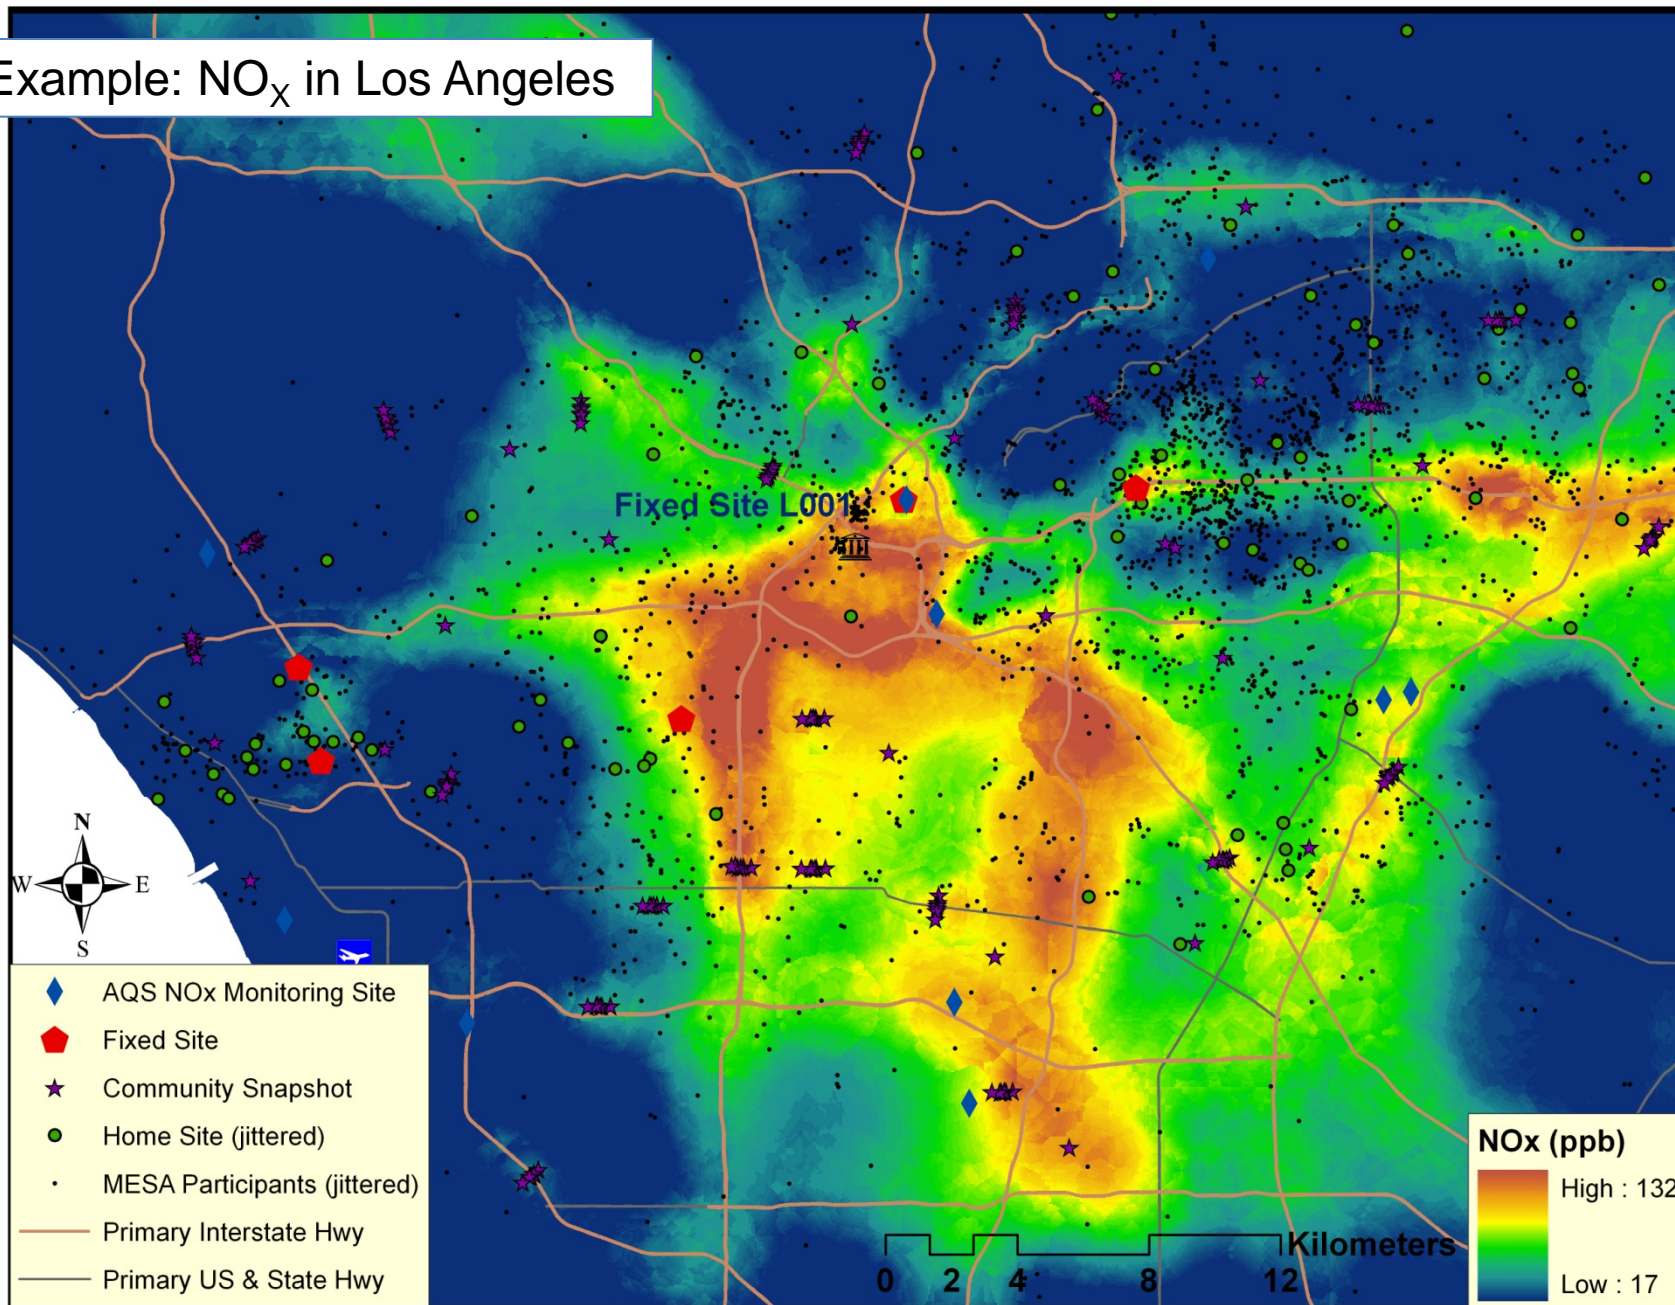 Example: NOX in Los Angeles
Fixed Site L001
N
W E
S
AQS NOx Monitoring Site
Fixed Site
Community Snapshot
Home Site (jittered)
MESA Participants (jittered)
Primary Interstate Hwy
Primary US & State Hwy
Kilometers
0 2 4 8 12
NOx (ppb)
High : 132
Low : 17